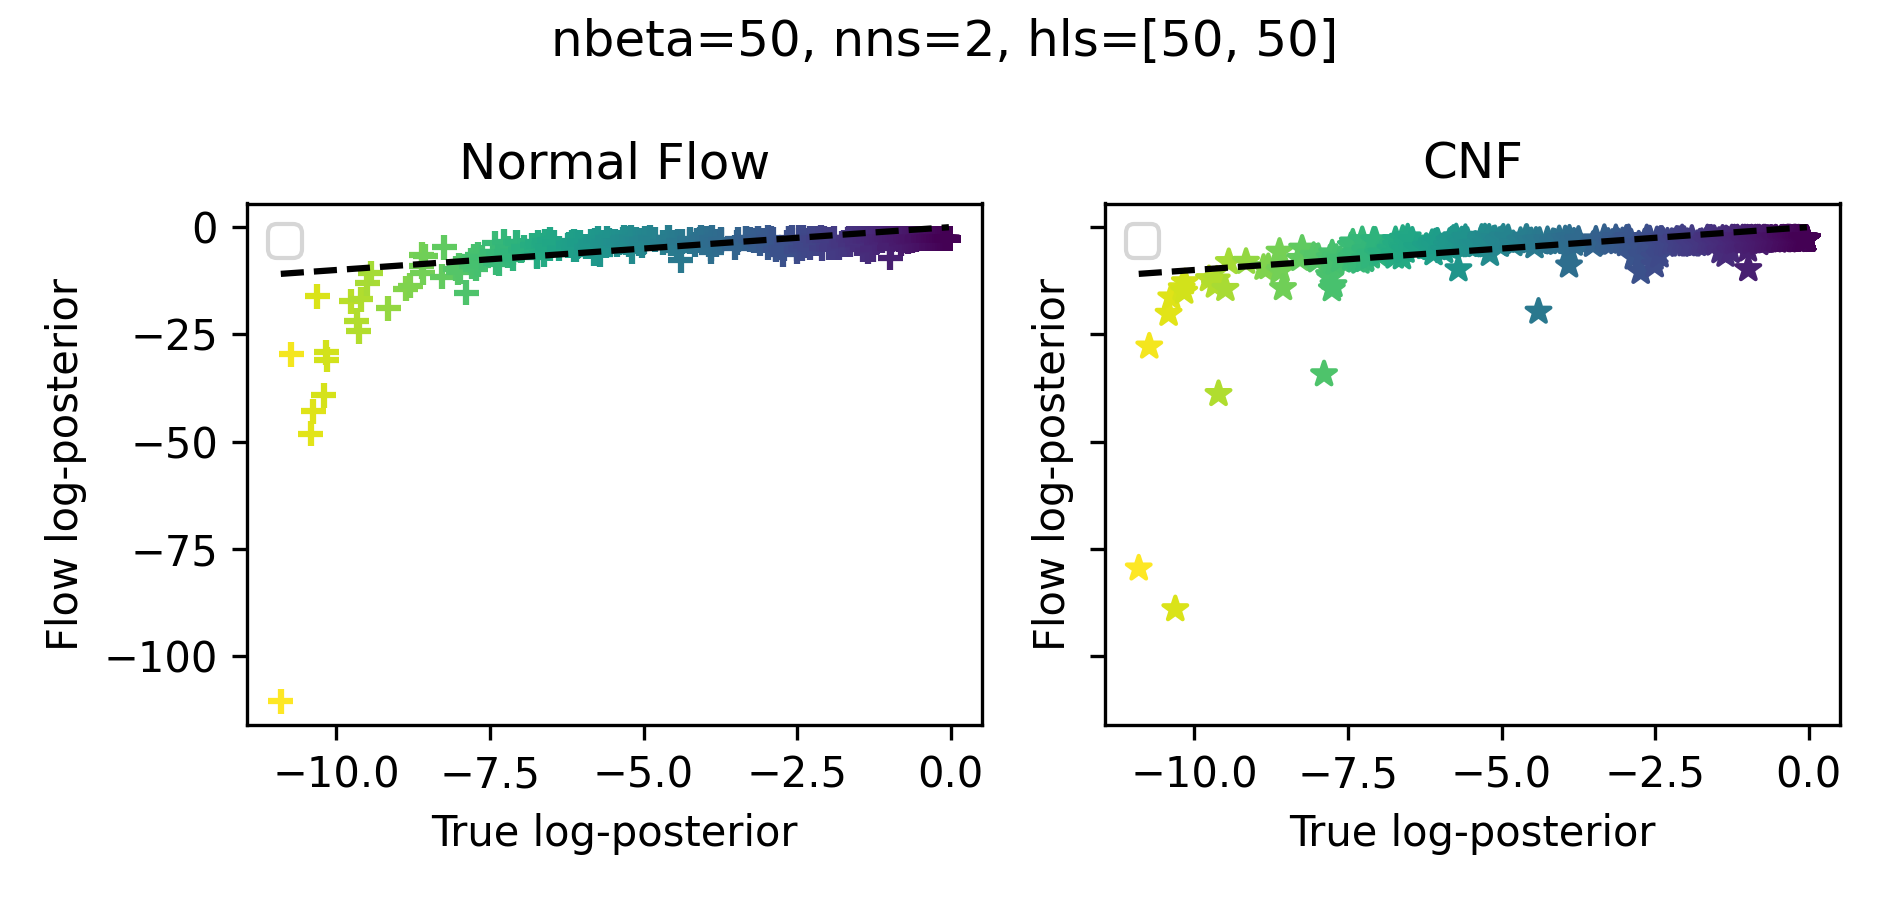 nbeta=50, nns=2, hls=[50, 50]
Normal Flow
CNF
Flow log-posterior
0
−25
−50
−75
−100
−10.0
−7.5
−5.0
−2.5
0.0
True log-posterior
Flow log-posterior
−10.0
−7.5
−5.0
−2.5
0.0
True log-posterior